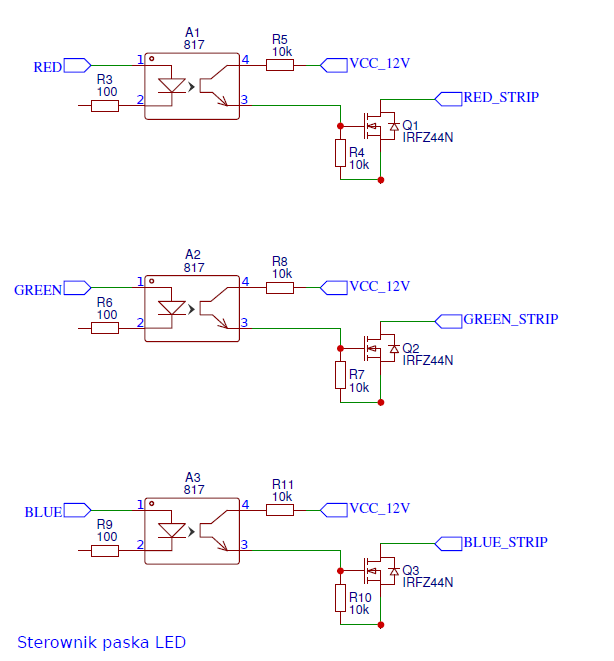 A1
817
R5
10k
RED
1
4
VCC_12V
R3
100
2
3
RED_STRIP
Q1
IRFZ44N
R4
10k
A2
817
R8
10k
GREEN
1
4
VCC_12V
R6
100
2
3
GREEN_STRIP
Q2
IRFZ44N
R7
10k
A3
817
R11
10k
BLUE
1
4
VCC_12V
R9
100
2
3
BLUE_STRIP
Q3
IRFZ44N
R10
10k
Sterownik paska LED